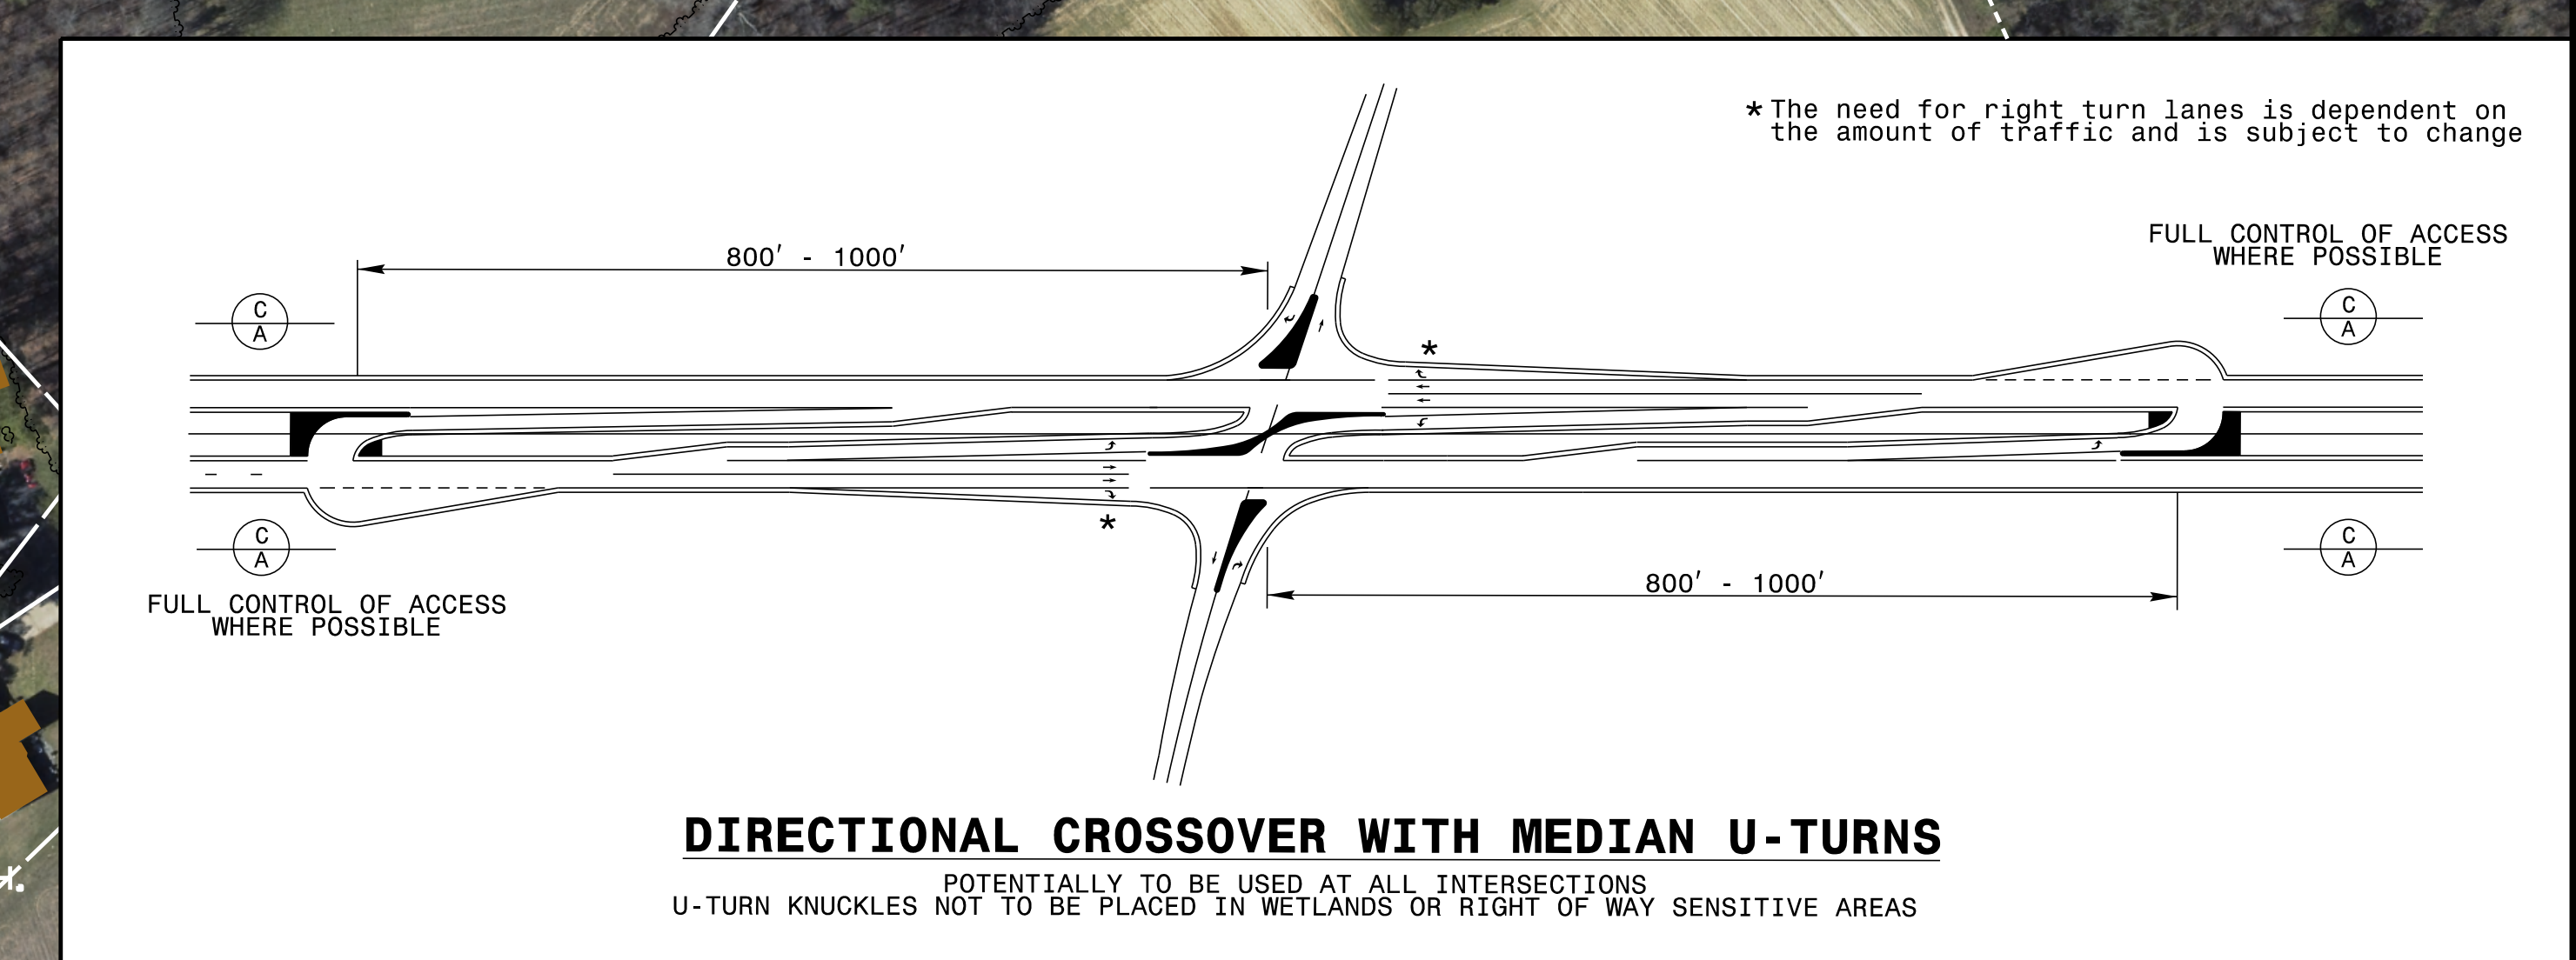 * The need for right turn lanes is dependent on
the amount of traffic and is subject to change
FULL CONTROL OF ACCESS
WHERE POSSIBLE
800' - 1000'
C
A
C
A
*
*
C
A
C
A
800' - 1000'
FULL CONTROL OF ACCESS
WHERE POSSIBLE
DIRECTIONAL CROSSOVER WITH MEDIAN U-TURNS
POTENTIALLY TO BE USED AT ALL INTERSECTIONS
U-TURN KNUCKLES NOT TO BE PLACED IN WETLANDS OR RIGHT OF WAY SENSITIVE AREAS